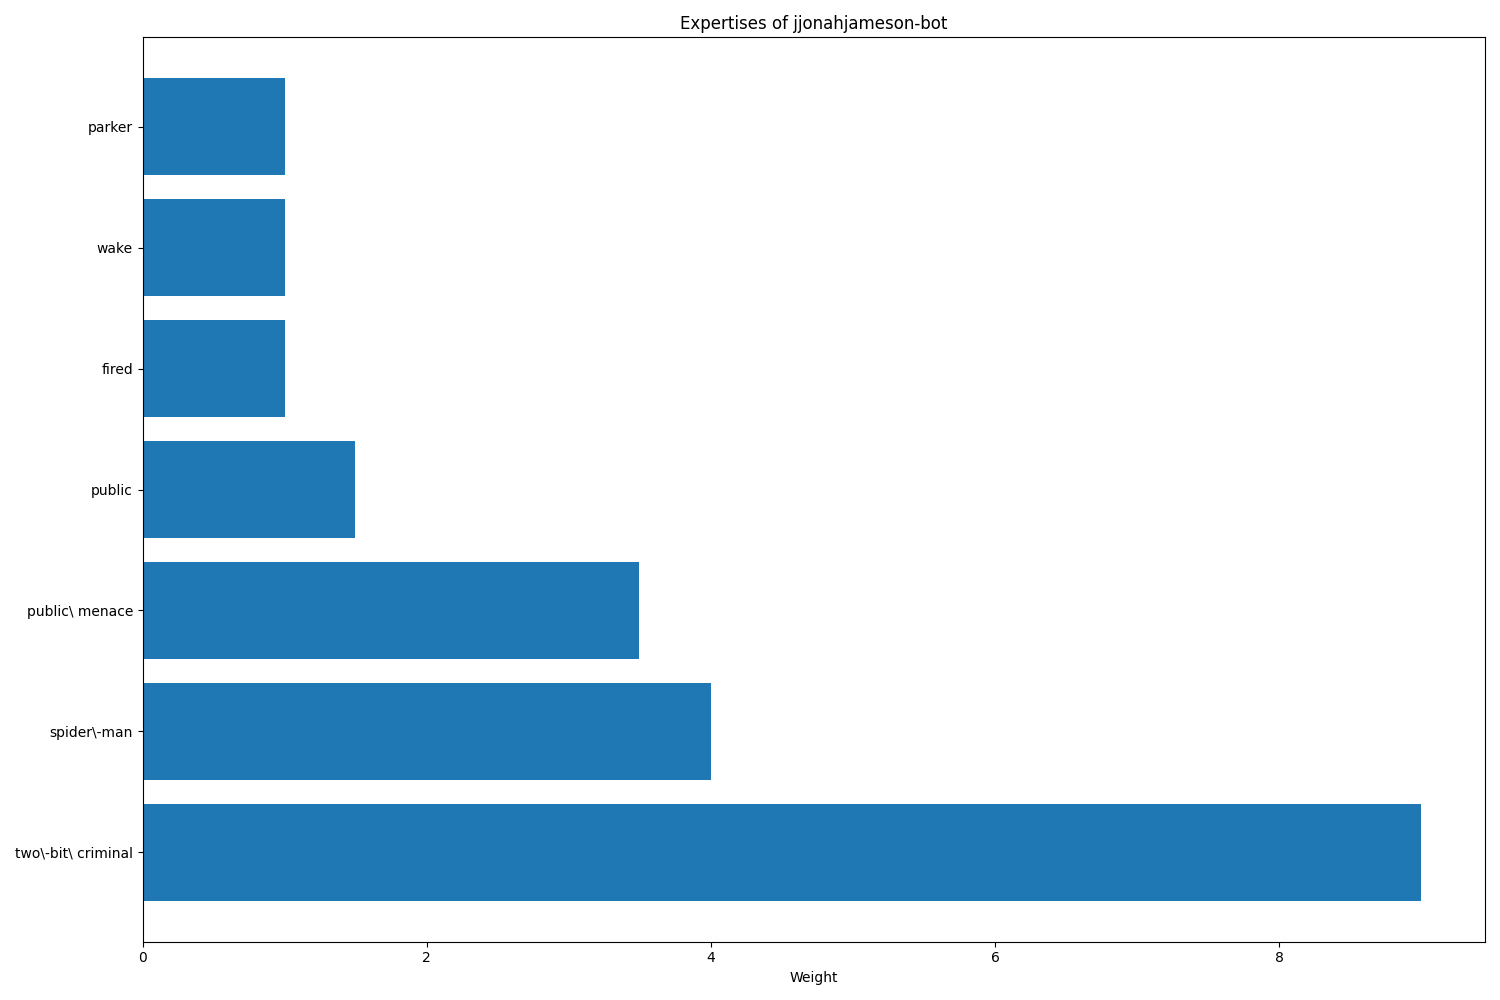 Expertises of jjonahjameson-bot
parker
wake
fired
public
public\ menace
spider\-man
two\-bit\ criminal
0 2 4 6 8
Weight